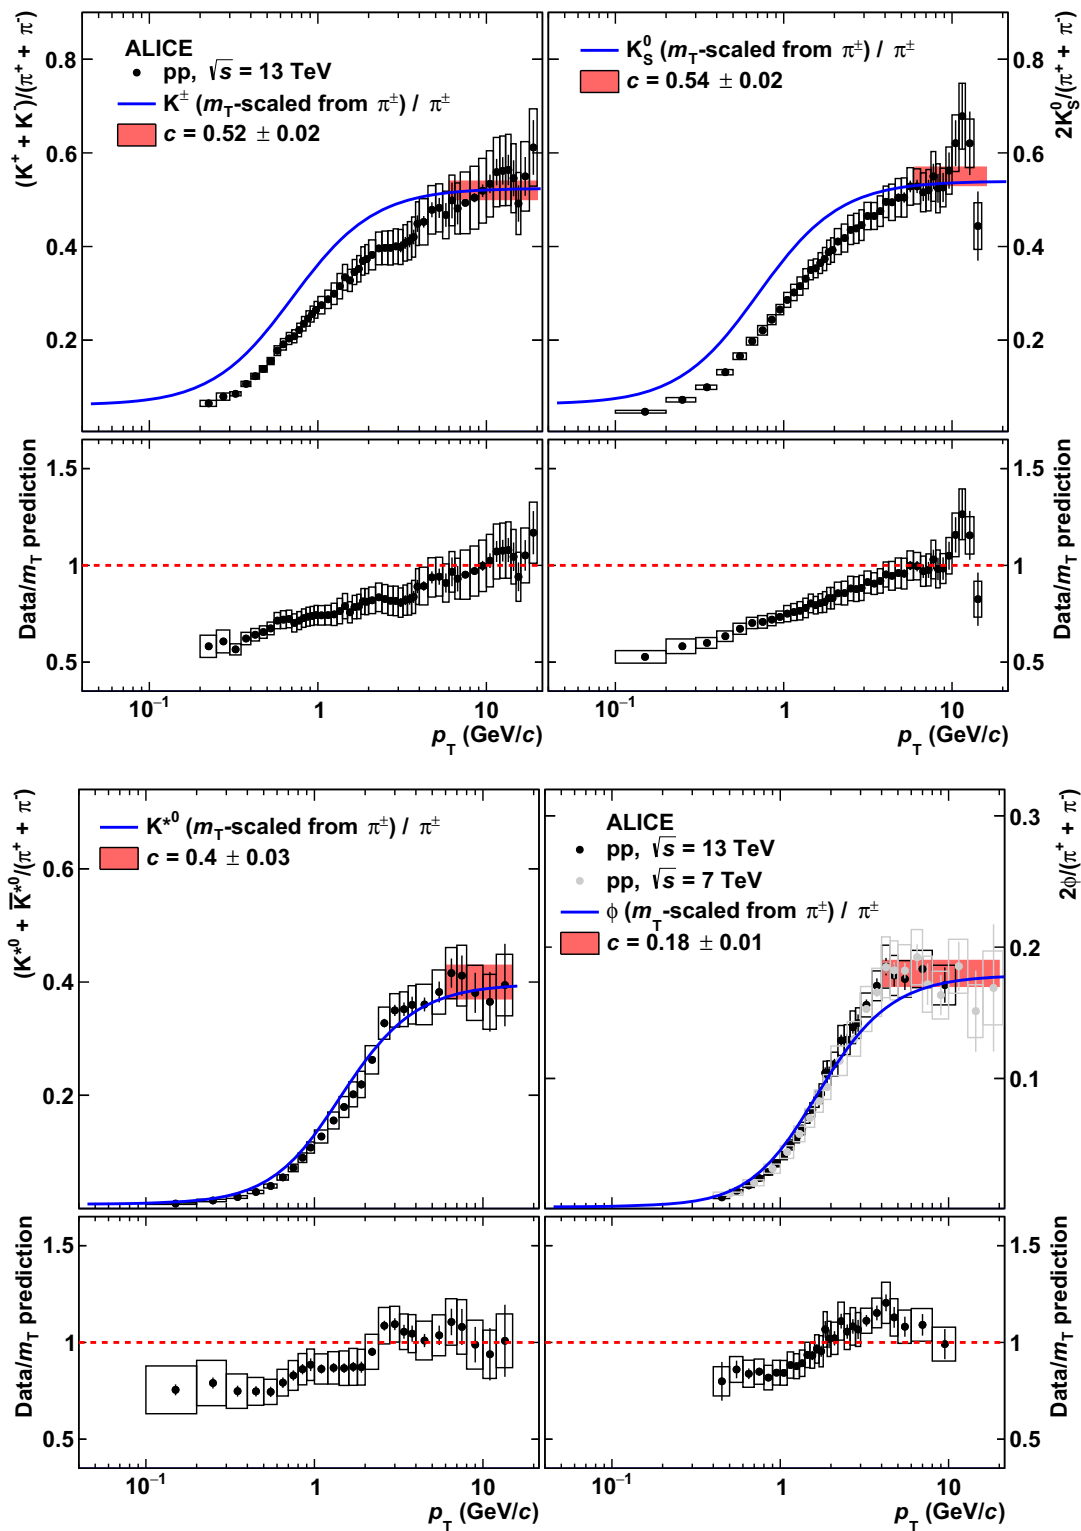 (K⁺ + K⁻)/(π⁺ + π⁻)
0.8
0.6
0.4
0.2
ALICE
pp, √s = 13 TeV
K± (mT-scaled from π±) / π±
c = 0.52 ± 0.02
K⁰S (mT-scaled from π±) / π±
c = 0.54 ± 0.02
0.8
0.6
0.4
0.2
2K⁰S/(π⁺ + π⁻)
Data/mT prediction
1.5
1
0.5
1.5
1
0.5
Data/mT prediction
10⁻¹ 1 10
pT (GeV/c)
10⁻¹ 1 10
pT (GeV/c)
(K*⁰ + K̅*⁰)/(π⁺ + π⁻)
0.6
0.4
0.2
K*⁰ (mT-scaled from π±) / π±
c = 0.4 ± 0.03
ALICE
pp, √s = 13 TeV
pp, √s = 7 TeV
ϕ (mT-scaled from π±) / π±
c = 0.18 ± 0.01
0.3
0.2
0.1
2ϕ/(π⁺ + π⁻)
Data/mT prediction
1.5
1
0.5
1.5
1
0.5
Data/mT prediction
10⁻¹ 1 10
pT (GeV/c)
10⁻¹ 1 10
pT (GeV/c)